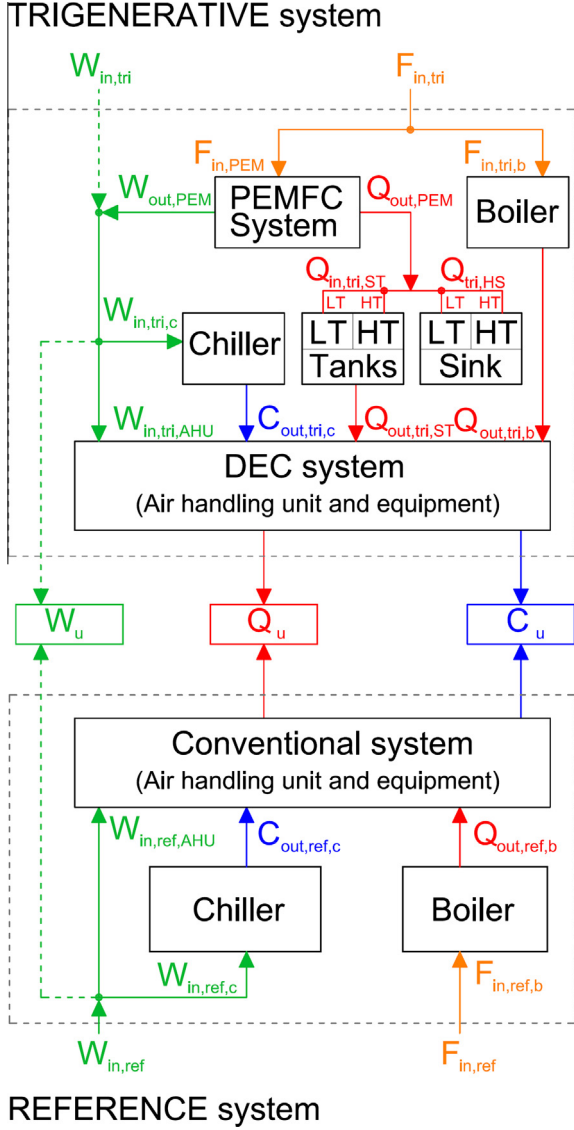 TRIGENERATIVE system
W in,tri
F in,tri
F in,PEM
F in,tri,b
W out,PEM
PEMFC
System
Q out,PEM
Boiler
Q in,tri,ST
Q tri,HS
LT HT
LT HT
W in,tri,c
Chiller
LT HT
Tanks
LT HT
Sink
W in,tri,AHU
C out,tri,c
Q out,tri,ST
Q out,tri,b
DEC system
(Air handling unit and equipment)
W u
Q u
C u
Conventional system
(Air handling unit and equipment)
W in,ref,AHU
C out,ref,c
Q out,ref,b
Chiller
Boiler
W in,ref,c
F in,ref,b
W in,ref
F in,ref
REFERENCE system